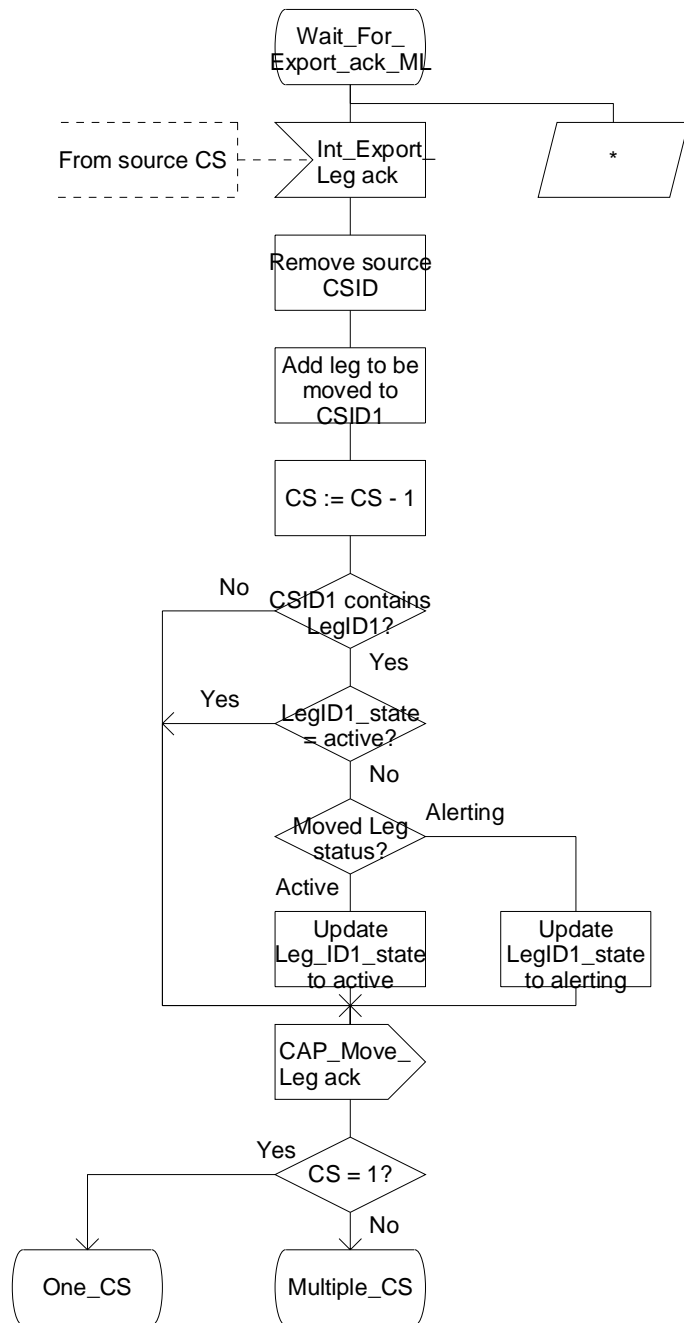 Wait_For_
Export_ack_ML
From source CS
Int_Export_
Leg ack
*
Remove source
CSID
Add leg to be
moved to
CSID1
CS := CS - 1
No
CSID1 contains
LegID1?
Yes
Yes
LegID1_state
= active?
No
Moved Leg
status?
Alerting
Active
Update
Leg_ID1_state
to active
Update
LegID1_state
to alerting
CAP_Move_
Leg ack
Yes
CS = 1?
No
One_CS
Multiple_CS